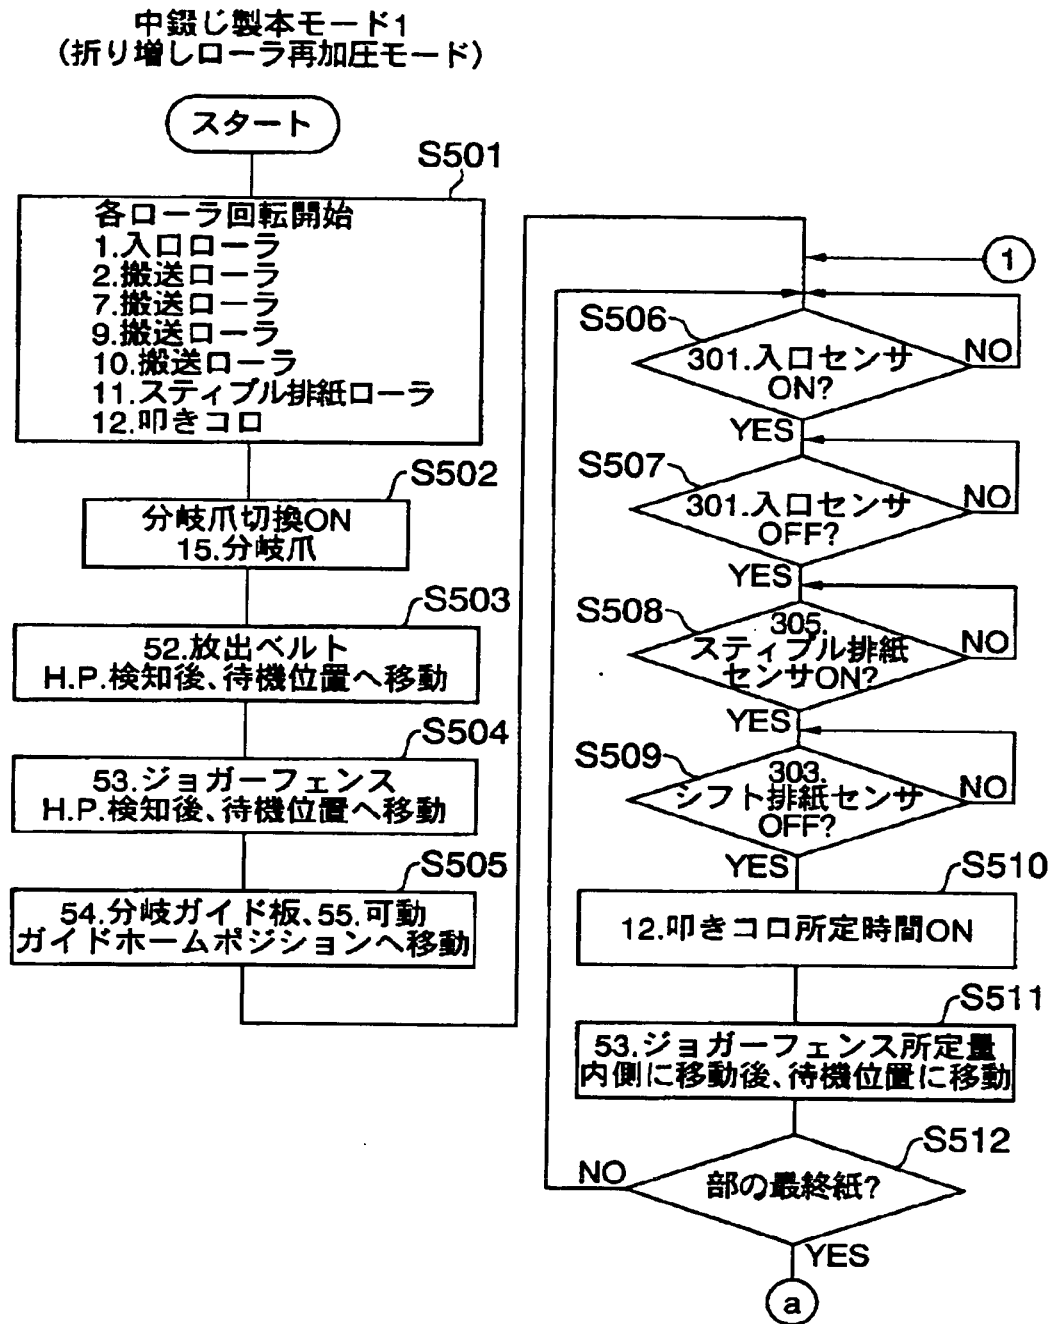 中綴じ製本モード1
(折り増しローラ再加圧モード)
スタート
S501
各ローラ回転開始
1.入口ローラ
2.搬送ローラ
7.搬送ローラ
9.搬送ローラ
10.搬送ローラ
11.スティプル排紙ローラ
12.叩きコロ
S502
分岐爪切換ON
15.分岐爪
S503
52.放出ベルト
H.P.検知後、待機位置へ移動
S504
53.ジョガーフェンス
H.P.検知後、待機位置へ移動
S505
54.分岐ガイド板、55.可動
ガイドホームポジションへ移動
1
S506
301.入口センサ
ON?
NO
YES
S507
301.入口センサ
OFF?
NO
YES
S508
305.
スティプル排紙
センサON?
NO
YES
S509
303.
シフト排紙センサ
OFF?
NO
YES
S510
12.叩きコロ所定時間ON
S511
53.ジョガーフェンス所定量
内側に移動後、待機位置に移動
S512
部の最終紙?
NO
YES
a